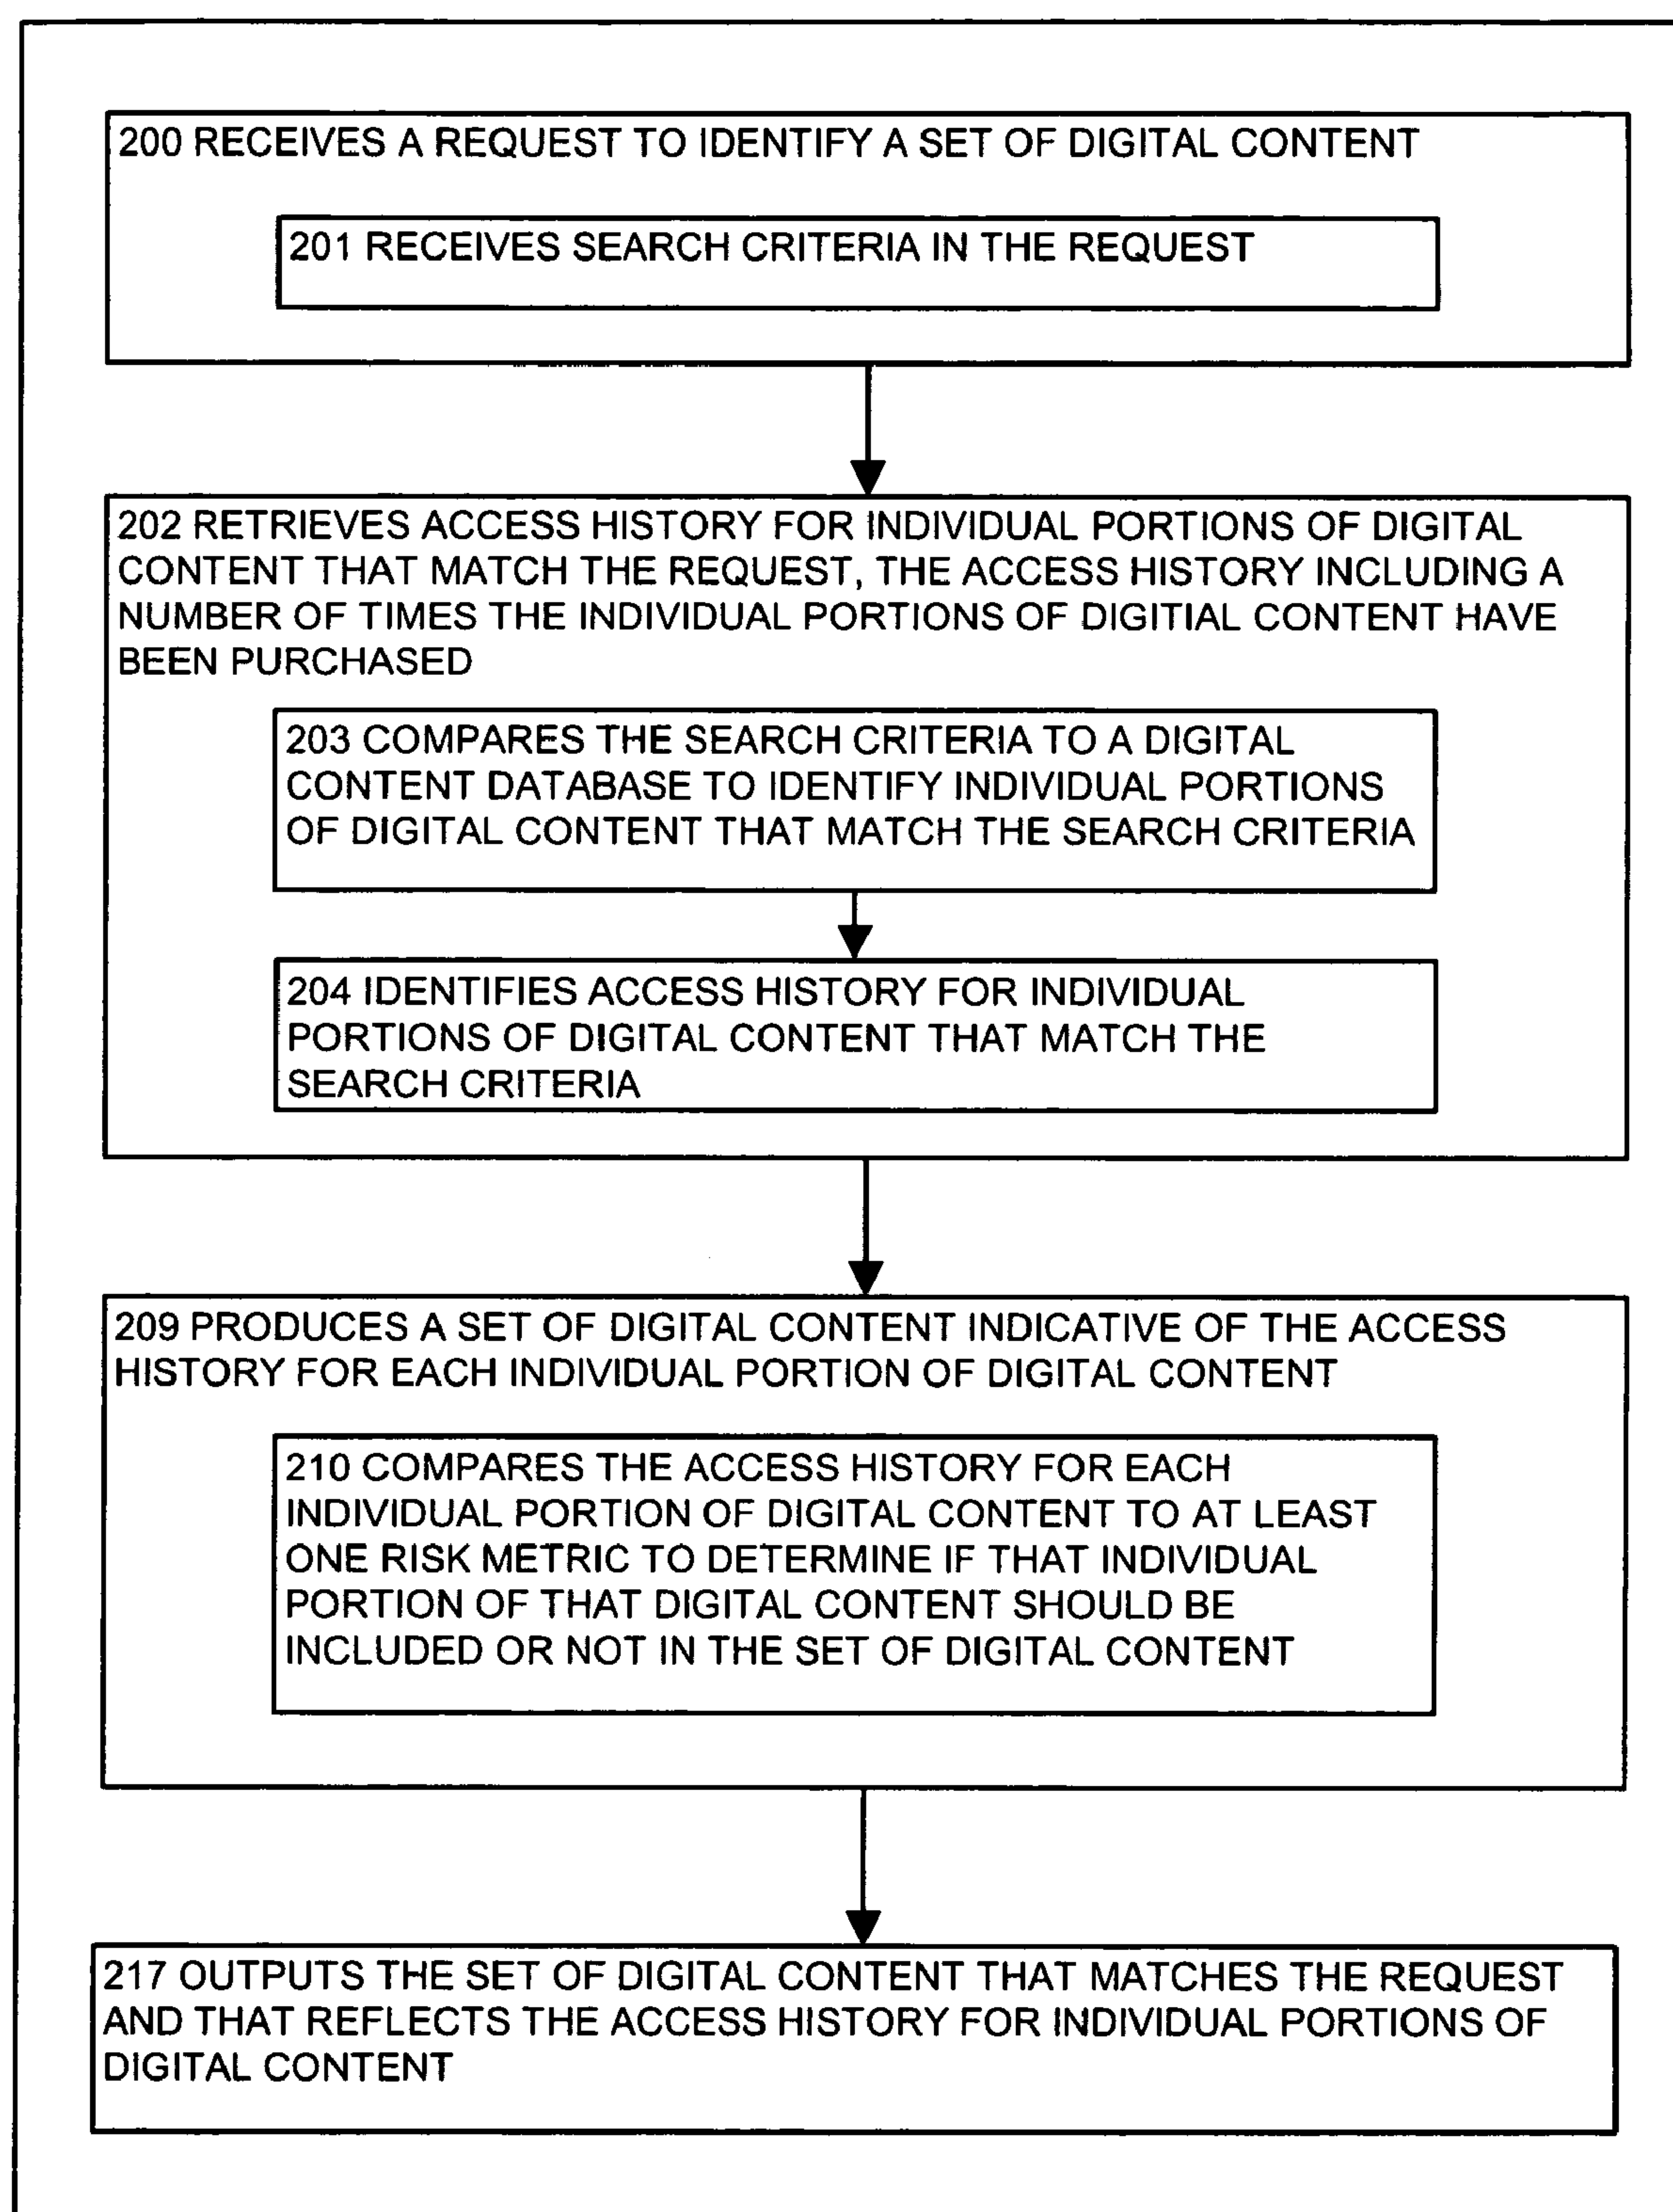 200 RECEIVES A REQUEST TO IDENTIFY A SET OF DIGITAL CONTENT
201 RECEIVES SEARCH CRITERIA IN THE REQUEST
202 RETRIEVES ACCESS HISTORY FOR INDIVIDUAL PORTIONS OF DIGITAL
CONTENT THAT MATCH THE REQUEST, THE ACCESS HISTORY INCLUDING A
NUMBER OF TIMES THE INDIVIDUAL PORTIONS OF DIGITIAL CONTENT HAVE
BEEN PURCHASED
203 COMPARES THE SEARCH CRITERIA TO A DIGITAL
CONTENT DATABASE TO IDENTIFY INDIVIDUAL PORTIONS
OF DIGITAL CONTENT THAT MATCH THE SEARCH CRITERIA
204 IDENTIFIES ACCESS HISTORY FOR INDIVIDUAL
PORTIONS OF DIGITAL CONTENT THAT MATCH THE
SEARCH CRITERIA
209 PRODUCES A SET OF DIGITAL CONTENT INDICATIVE OF THE ACCESS
HISTORY FOR EACH INDIVIDUAL PORTION OF DIGITAL CONTENT
210 COMPARES THE ACCESS HISTORY FOR EACH
INDIVIDUAL PORTION OF DIGITAL CONTENT TO AT LEAST
ONE RISK METRIC TO DETERMINE IF THAT INDIVIDUAL
PORTION OF THAT DIGITAL CONTENT SHOULD BE
INCLUDED OR NOT IN THE SET OF DIGITAL CONTENT
217 OUTPUTS THE SET OF DIGITAL CONTENT THAT MATCHES THE REQUEST
AND THAT REFLECTS THE ACCESS HISTORY FOR INDIVIDUAL PORTIONS OF
DIGITAL CONTENT